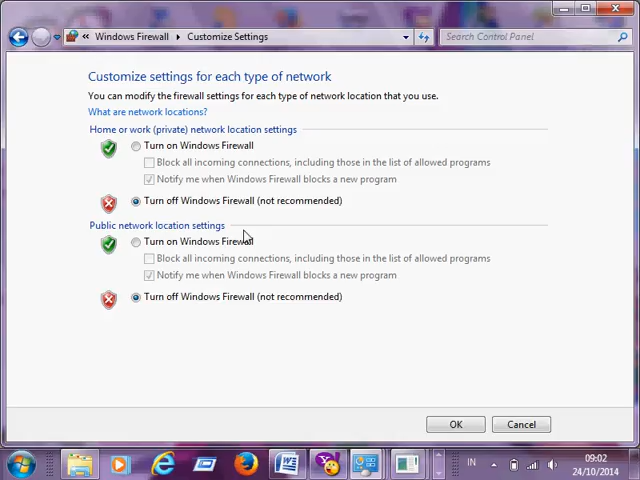 Windows Firewall
Customize Settings
Search Control Panel
Customize settings for each type of network
You can modify the firewall settings for each type of network location that you use.
What are network locations?
Home or work (private) network location settings
Turn on Windows Firewall
Block all incoming connections, including those in the list of allowed programs
Notify me when Windows Firewall blocks a new program
Turn off Windows Firewall (not recommended)
Public network location settings
Turn on Windows Firewall
Block all incoming connections, including those in the list of allowed programs
Notify me when Windows Firewall blocks a new program
Turn off Windows Firewall (not recommended)
OK
Cancel
IN
09:02
24/10/2014